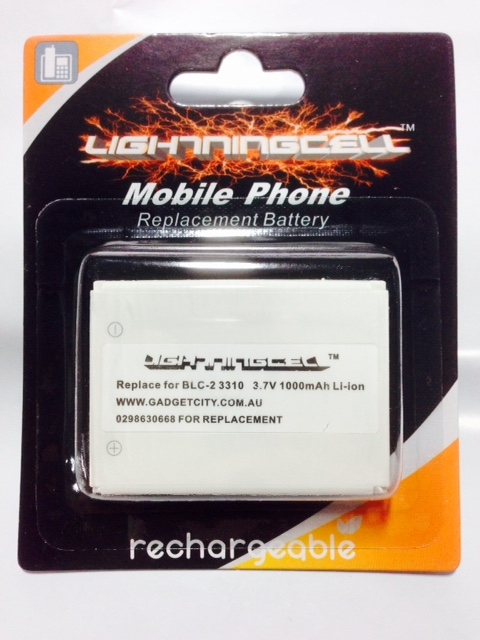 LIGHTNINGCELL™
Mobile Phone
Replacement Battery
LIGHTNINGCELL™
Replace for BLC-2 3310 3.7V 1000mAh Li-ion
WWW.GADGETCITY.COM.AU
0298630668 FOR REPLACEMENT
rechargeable